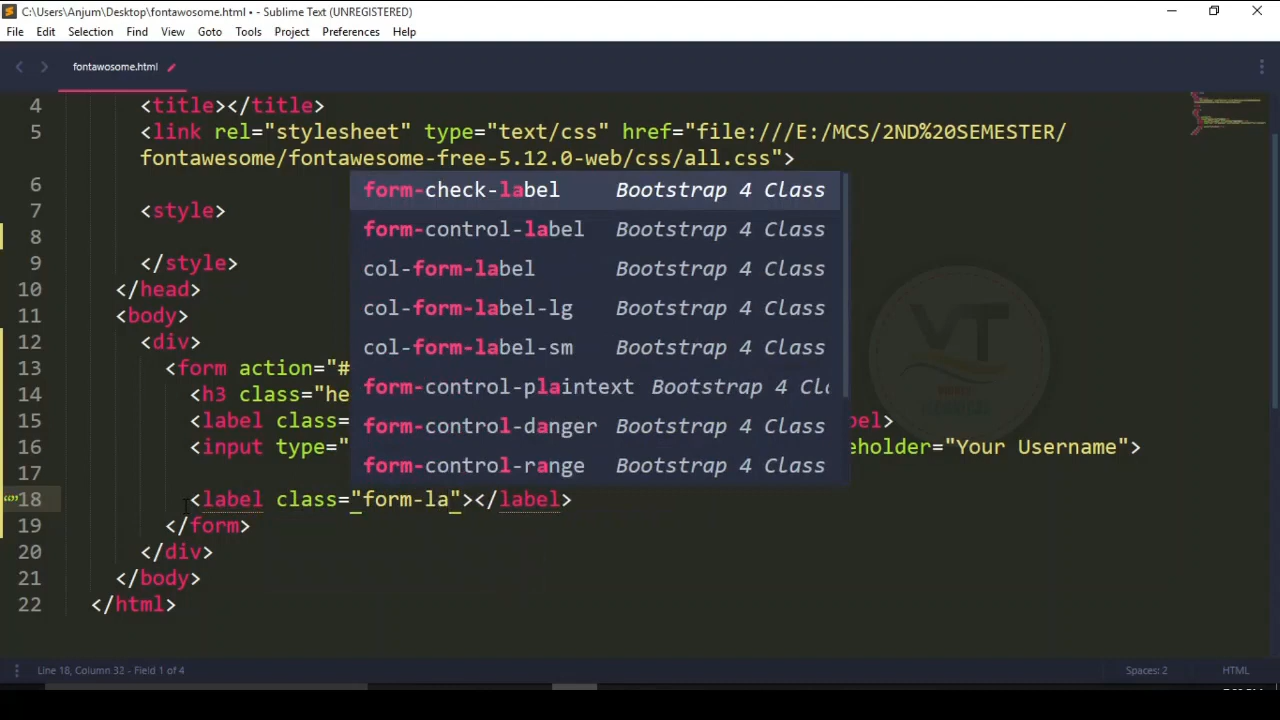 C:\Users\Anjum\Desktop\fontawosome.html • - Sublime Text (UNREGISTERED)
File Edit Selection Find View Goto Tools Project Preferences Help
fontawosome.html
4 <title></title>
5 <link rel="stylesheet" type="text/css" href="file:///E:/MCS/2ND%20SEMESTER/
fontawesome/fontawesome-free-5.12.0-web/css/all.css">
6
7 <style>
8
9 </style>
10 </head>
11 <body>
12 <div>
13 <form action="#
14 <h3 class="he
15 <label class= bel>
16 <input type=" eholder="Your Username">
17
18 <label class="form-la"></label>
19 </form>
20 </div>
21 </body>
22 </html>
form-check-label Bootstrap 4 Class
form-control-label Bootstrap 4 Class
col-form-label Bootstrap 4 Class
col-form-label-lg Bootstrap 4 Class
col-form-label-sm Bootstrap 4 Class
form-control-plaintext Bootstrap 4 Cla
form-control-danger Bootstrap 4 Class
form-control-range Bootstrap 4 Class
VT
Line 18, Column 32 - Field 1 of 4
Spaces: 2 HTML